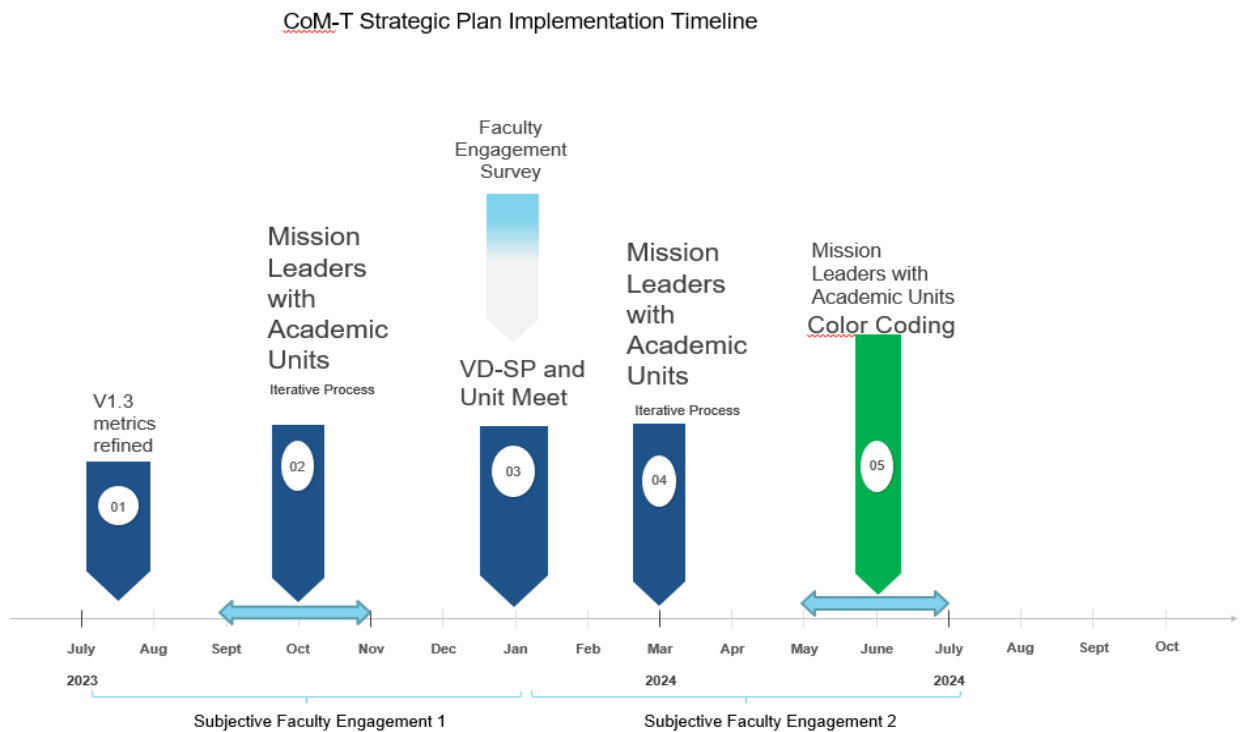 CoM-T Strategic Plan Implementation Timeline
Faculty
Engagement
Survey
Mission
Leaders
with
Academic
Units
Iterative Process
Mission
Leaders
with
Academic
Units
Iterative Process
Mission
Leaders with
Academic Units
Color Coding
VD-SP and
Unit Meet
V1.3
metrics
refined
01
02
03
04
05
July
Aug
Sept
Oct
Nov
Dec
Jan
Feb
Mar
Apr
May
June
July
Aug
Sept
Oct
2023
2024
2024
Subjective Faculty Engagement 1
Subjective Faculty Engagement 2